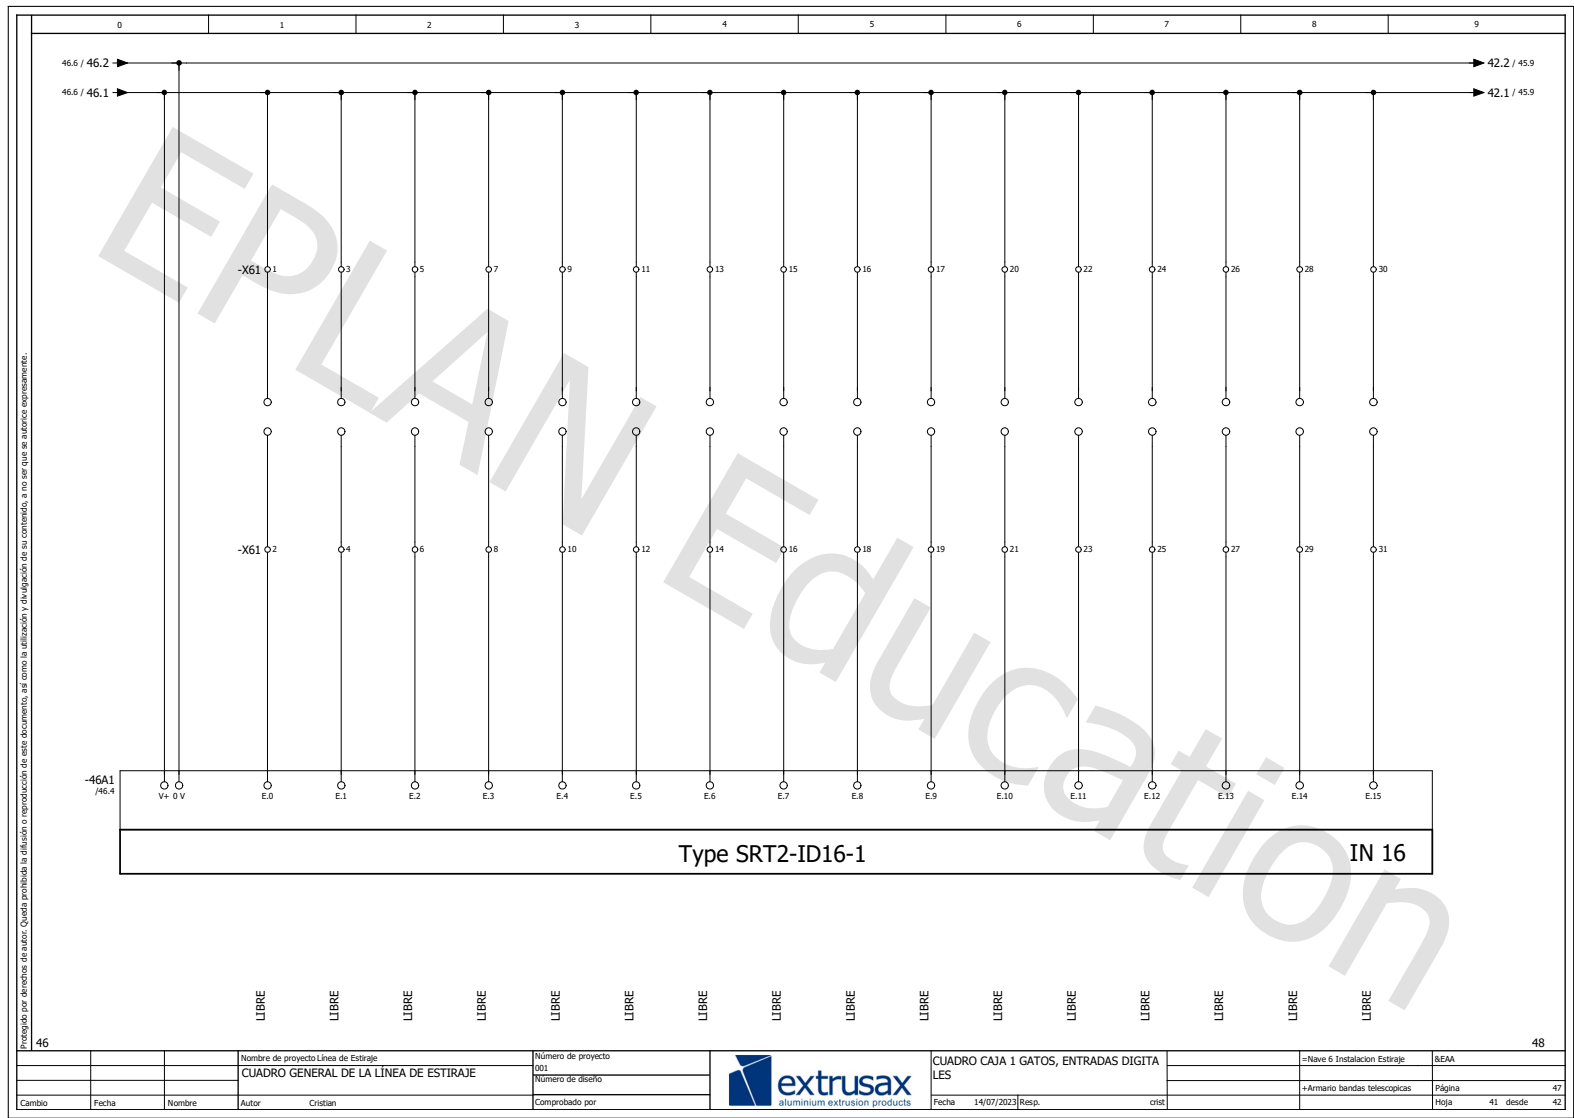 0 1 2 3 4 5 6 7 8 9
46.6 / 46.2 42.2 / 45.9
46.6 / 46.1 42.1 / 45.9
EPLAN Education
-X61 1 3 5 7 9 11 13 15 16 17 20 22 24 26 28 30
-X61 2 4 6 8 10 12 14 16 18 19 21 23 25 27 29 31
-46A1
/46.4
V+ 0 V E.0 E.1 E.2 E.3 E.4 E.5 E.6 E.7 E.8 E.9 E.10 E.11 E.12 E.13 E.14 E.15
Type SRT2-ID16-1 IN 16
LIBRE LIBRE LIBRE LIBRE LIBRE LIBRE LIBRE LIBRE LIBRE LIBRE LIBRE LIBRE LIBRE LIBRE LIBRE LIBRE
Protegido por derechos de autor. Queda prohibida la difusión o reproducción de este documento, así como la utilización y divulgación de su contenido, a no ser que se autorice expresamente.
46 48
Cambio Fecha Nombre
Nombre de proyecto Línea de Estiraje
CUADRO GENERAL DE LA LÍNEA DE ESTIRAJE
Autor Cristian
Número de proyecto
001
Número de diseño
Comprobado por
extrusax
aluminium extrusion products
CUADRO CAJA 1 GATOS, ENTRADAS DIGITA
LES
Fecha 14/07/2023 Resp. crist
=Nave 6 Instalacion Estiraje &EAA
+Armario bandas telescopicas Página 47
Hoja 41 desde 42